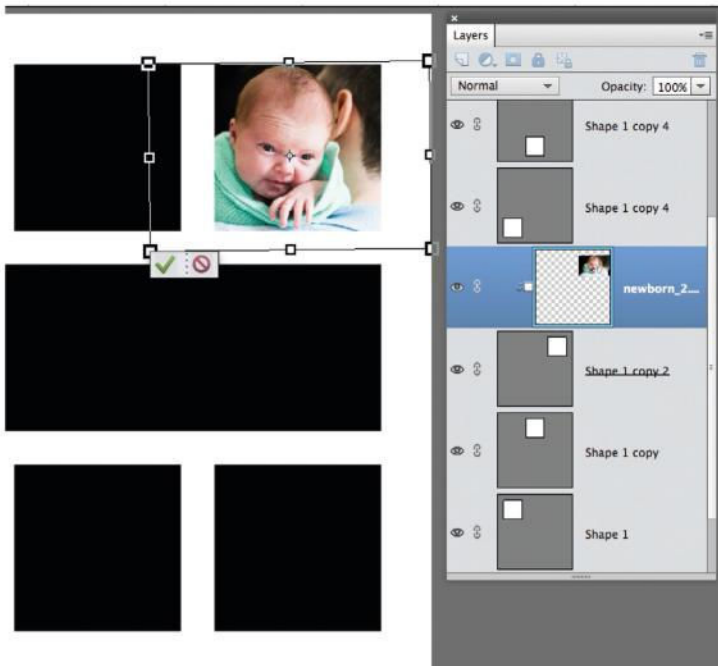 Layers
Normal
Opacity: 100%
Shape 1 copy 4
Shape 1 copy 4
newborn_2....
Shape 1 copy 2
Shape 1 copy
Shape 1